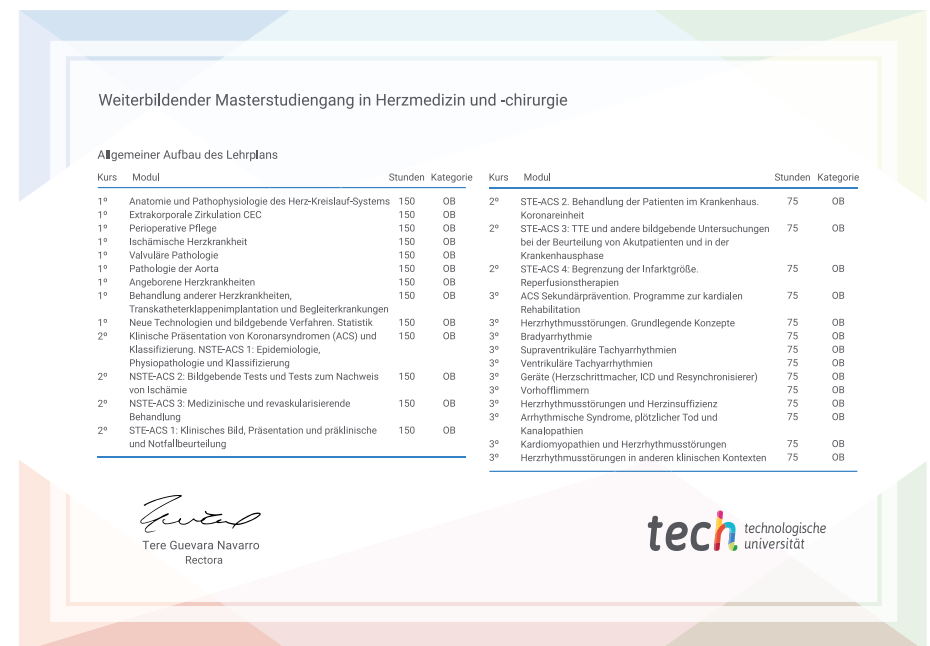 Weiterbildender Masterstudiengang in Herzmedizin und -chirurgie
Allgemeiner Aufbau des Lehrplans
Kurs Modul Stunden Kategorie
1º Anatomie und Pathophysiologie des Herz-Kreislauf-Systems 150 OB
1º Extrakorporale Zirkulation CEC 150 OB
1º Perioperative Pflege 150 OB
1º Ischämische Herzkrankheit 150 OB
1º Valvuläre Pathologie 150 OB
1º Pathologie der Aorta 150 OB
1º Angeborene Herzkrankheiten 150 OB
1º Behandlung anderer Herzkrankheiten, 150 OB
Transkatheterklappenimplantation und Begleiterkrankungen
1º Neue Technologien und bildgebende Verfahren. Statistik 150 OB
2º Klinische Präsentation von Koronarsyndromen (ACS) und 150 OB
Klassifizierung. NSTE-ACS 1: Epidemiologie,
Physiopathologie und Klassifizierung
2º NSTE-ACS 2: Bildgebende Tests und Tests zum Nachweis 150 OB
von Ischämie
2º NSTE-ACS 3: Medizinische und revaskularisierende 150 OB
Behandlung
2º STE-ACS 1: Klinisches Bild, Präsentation und präklinische 150 OB
und Notfallbeurteilung
Kurs Modul Stunden Kategorie
2º STE-ACS 2. Behandlung der Patienten im Krankenhaus. 75 OB
Koronareinheit
2º STE-ACS 3: TTE und andere bildgebende Untersuchungen 75 OB
bei der Beurteilung von Akutpatienten und in der
Krankenhausphase
2º STE-ACS 4: Begrenzung der Infarktgröße. 75 OB
Reperfusionstherapien
3º ACS Sekundärprävention. Programme zur kardialen 75 OB
Rehabilitation
3º Herzrhythmusstörungen. Grundlegende Konzepte 75 OB
3º Bradyarrhythmie 75 OB
3º Supraventrikuläre Tachyarrhythmien 75 OB
3º Ventrikuläre Tachyarrhythmien 75 OB
3º Geräte (Herzschrittmacher, ICD und Resynchronisierer) 75 OB
3º Vorhofflimmern 75 OB
3º Herzrhythmusstörungen und Herzinsuffizienz 75 OB
3º Arrhythmische Syndrome, plötzlicher Tod und 75 OB
Kanalopathien
3º Kardiomyopathien und Herzrhythmusstörungen 75 OB
3º Herzrhythmusstörungen in anderen klinischen Kontexten 75 OB
Tere Guevara Navarro
Rectora
tech technologische
universität